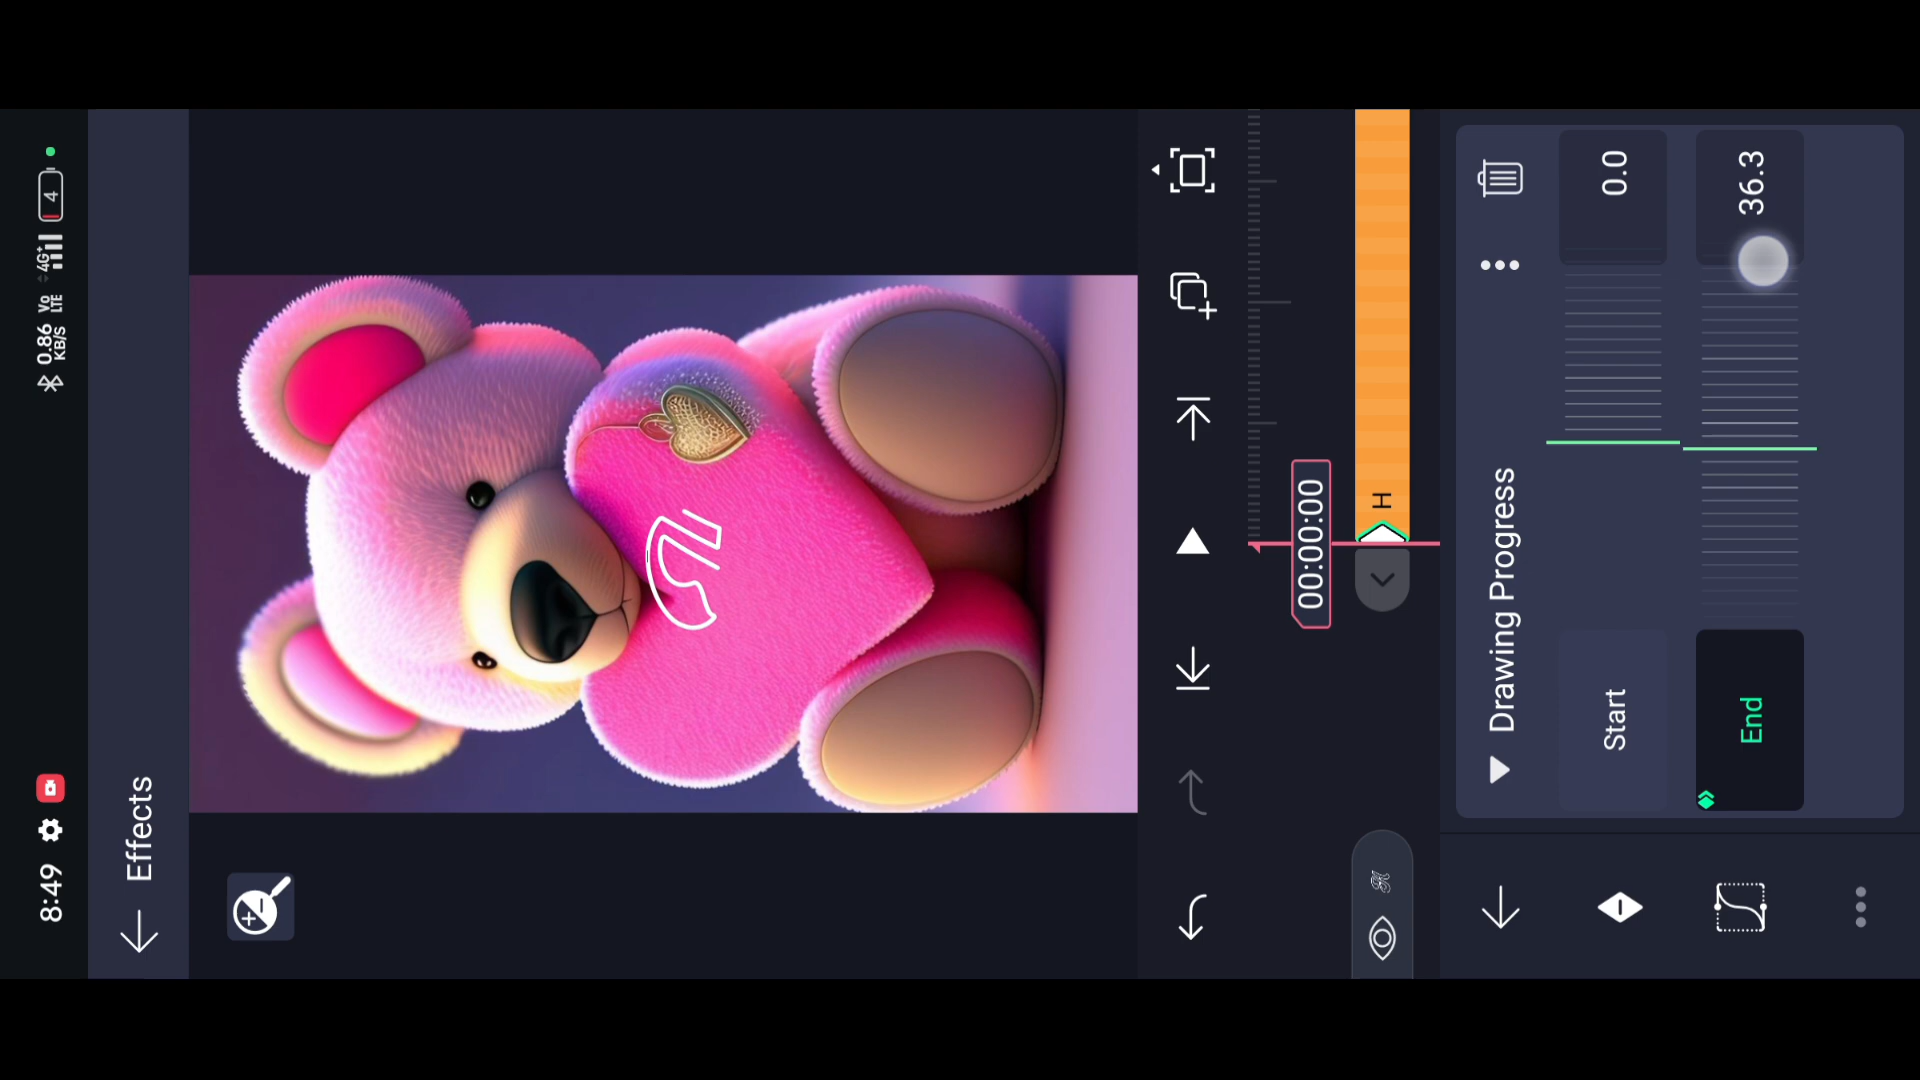 8:49
0.86
KB/S
Vo
LTE
4G+
4
Effects
00:00:00
H
Drawing Progress
Start
0.0
End
36.3